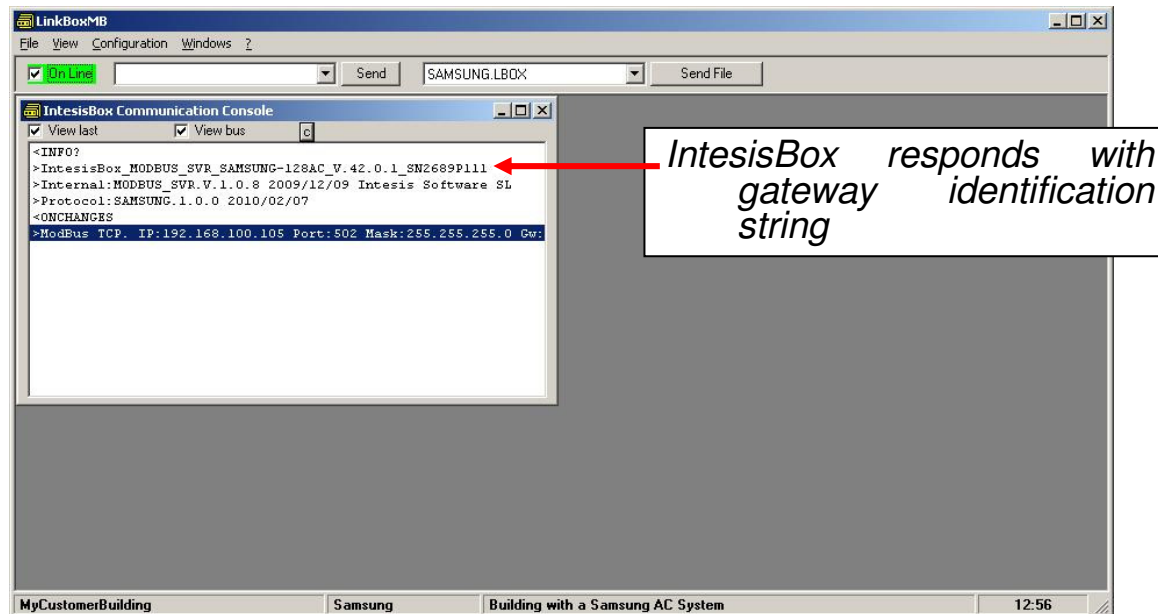 LinkBoxMB
File View Configuration Windows ?
On Line Send SAMSUNG.LBOX Send File
IntesisBox Communication Console
View last View bus c
<INFO?
>IntesisBox_MODBUS_SVR_SAMSUNG-128AC_V.42.0.1_SN2689P111
>Internal:MODBUS_SVR.V.1.0.8 2009/12/09 Intesis Software SL
>Protocol:SAMSUNG.1.0.0 2010/02/07
<ONCHANGES
>ModBus TCP. IP:192.168.100.105 Port:502 Mask:255.255.255.0 Gw:
IntesisBox responds with
gateway identification
string
MyCustomerBuilding Samsung Building with a Samsung AC System 12:56